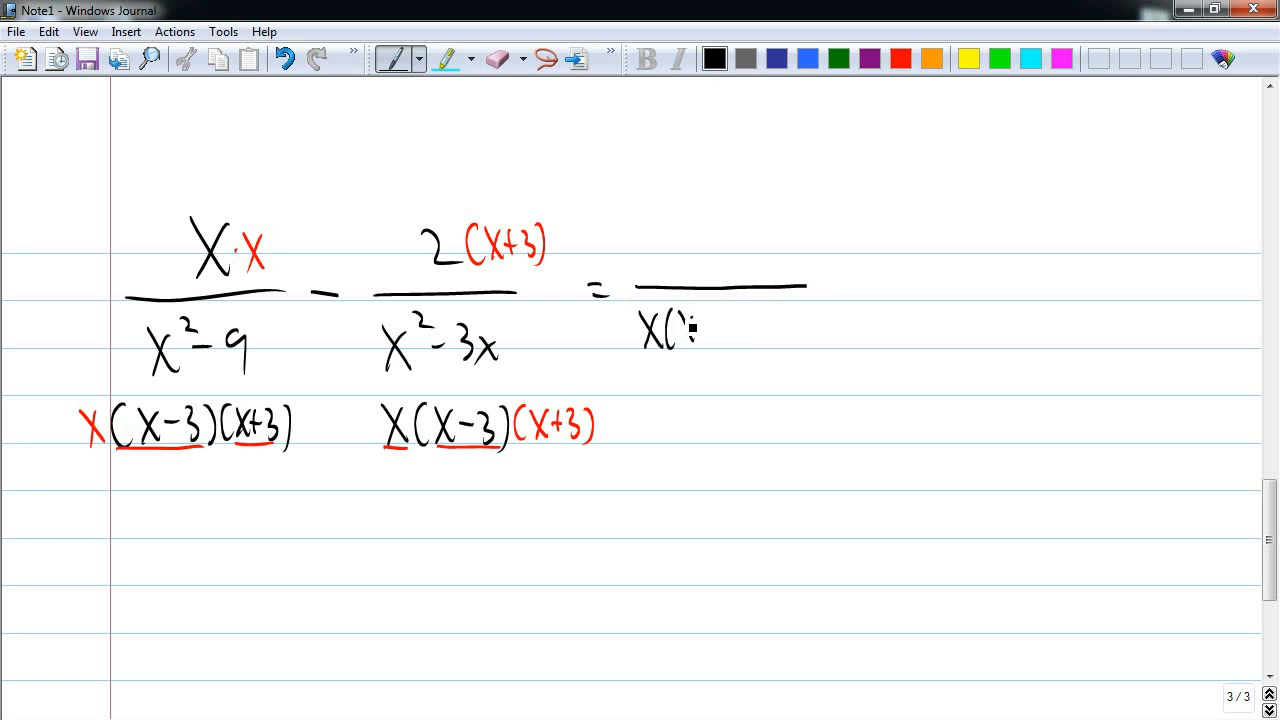 Note1 - Windows Journal
File Edit View Insert Actions Tools Help
» » B I
X · X 2 (X+3)
— =
X² - 9 X² - 3x X(
X (X-3)(X+3) X (X-3)(X+3)
3 / 3